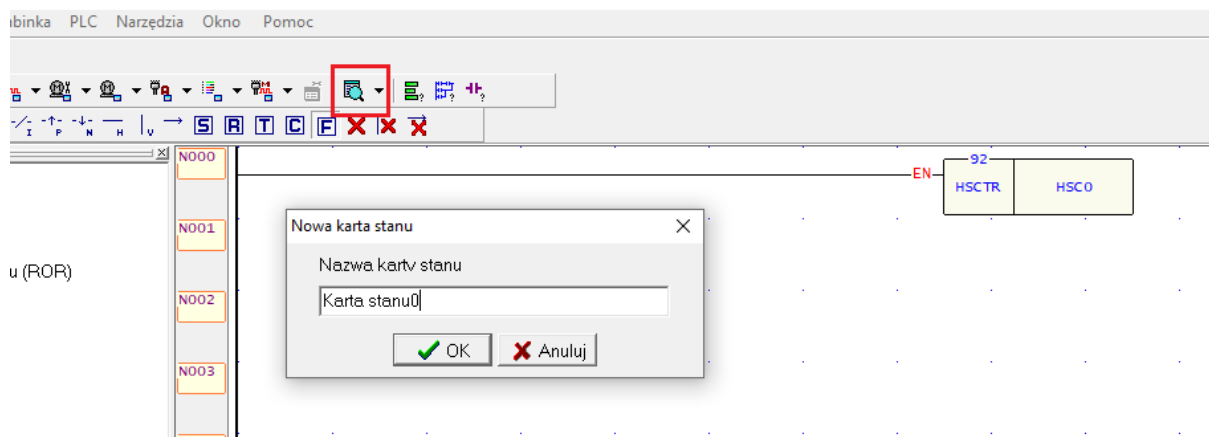 abinka PLC Narzędzia Okno Pomoc
I P N H V S R T C F
N000
92
EN
HSCTR HSC0
N001
Nowa karta stanu
Nazwa karty stanu
u (ROR)
Karta stanu0
N002
OK Anuluj
N003